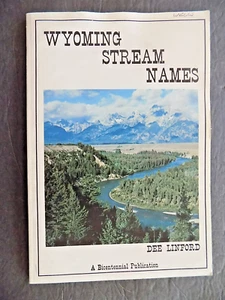 WYOMING
STREAM
NAMES
DEE LINFORD
A Bicentennial Publication